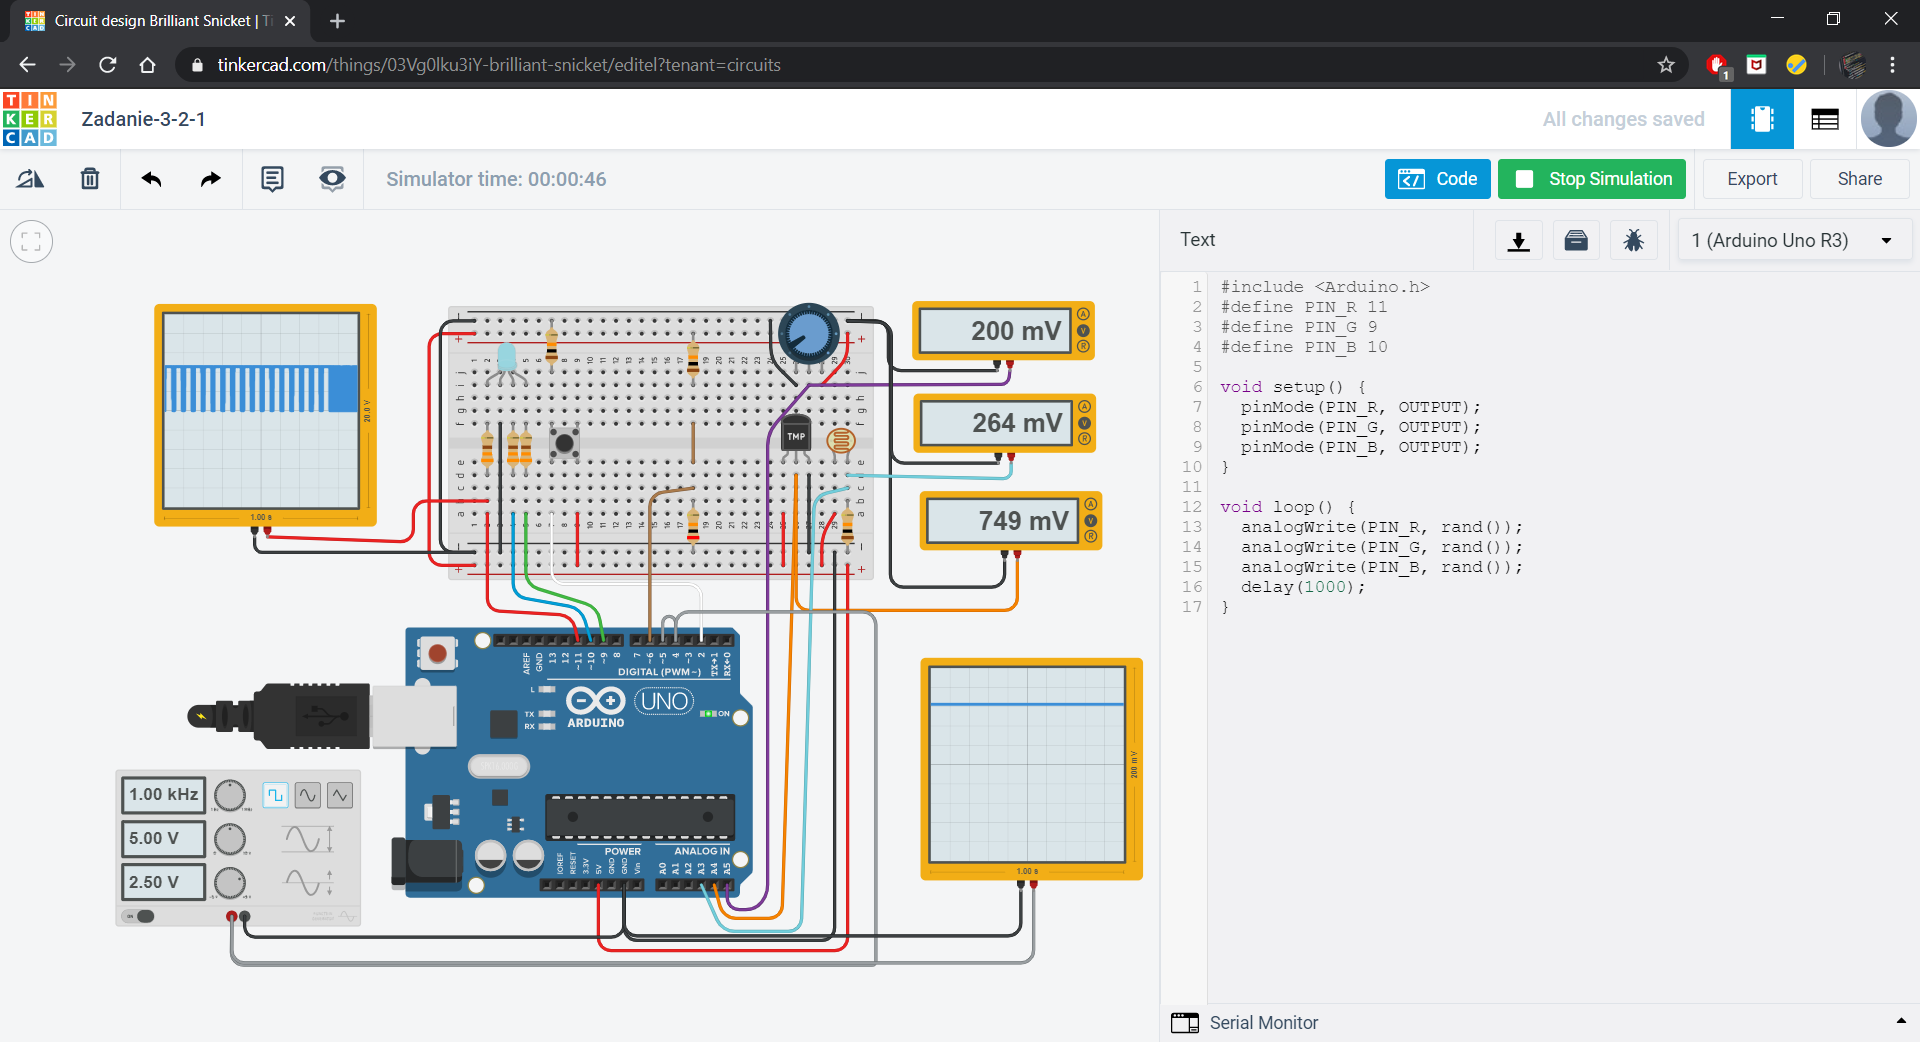 Circuit design Brilliant Snicket | Ti
tinkercad.com/things/03Vg0lku3iY-brilliant-snicket/editel?tenant=circuits
1
TIN
KER
CAD
Zadanie-3-2-1
All changes saved
Simulator time: 00:00:46
Code
Stop Simulation
Export
Share
Text
1 (Arduino Uno R3)
1 #include <Arduino.h>
2 #define PIN_R 11
3 #define PIN_G 9
4 #define PIN_B 10
5
6 void setup() {
7 pinMode(PIN_R, OUTPUT);
8 pinMode(PIN_G, OUTPUT);
9 pinMode(PIN_B, OUTPUT);
10 }
11
12 void loop() {
13 analogWrite(PIN_R, rand());
14 analogWrite(PIN_G, rand());
15 analogWrite(PIN_B, rand());
16 delay(1000);
17 }
200 mV
A
V
R
264 mV
A
V
R
749 mV
A
V
R
20.0 V
1.00 s
TMP
AREF
GND
13
12
~11
~10
~9
8
7
~6
~5
4
~3
2
TX→1
RX←0
DIGITAL (PWM~)
L
TX
RX
ARDUINO
UNO
ON
POWER
ANALOG IN
IOREF
RESET
3.3V
5V
GND
GND
Vin
A0
A1
A2
A3
A4
A5
1.00 kHz
5.00 V
2.50 V
200 mV
1.00 s
Serial Monitor